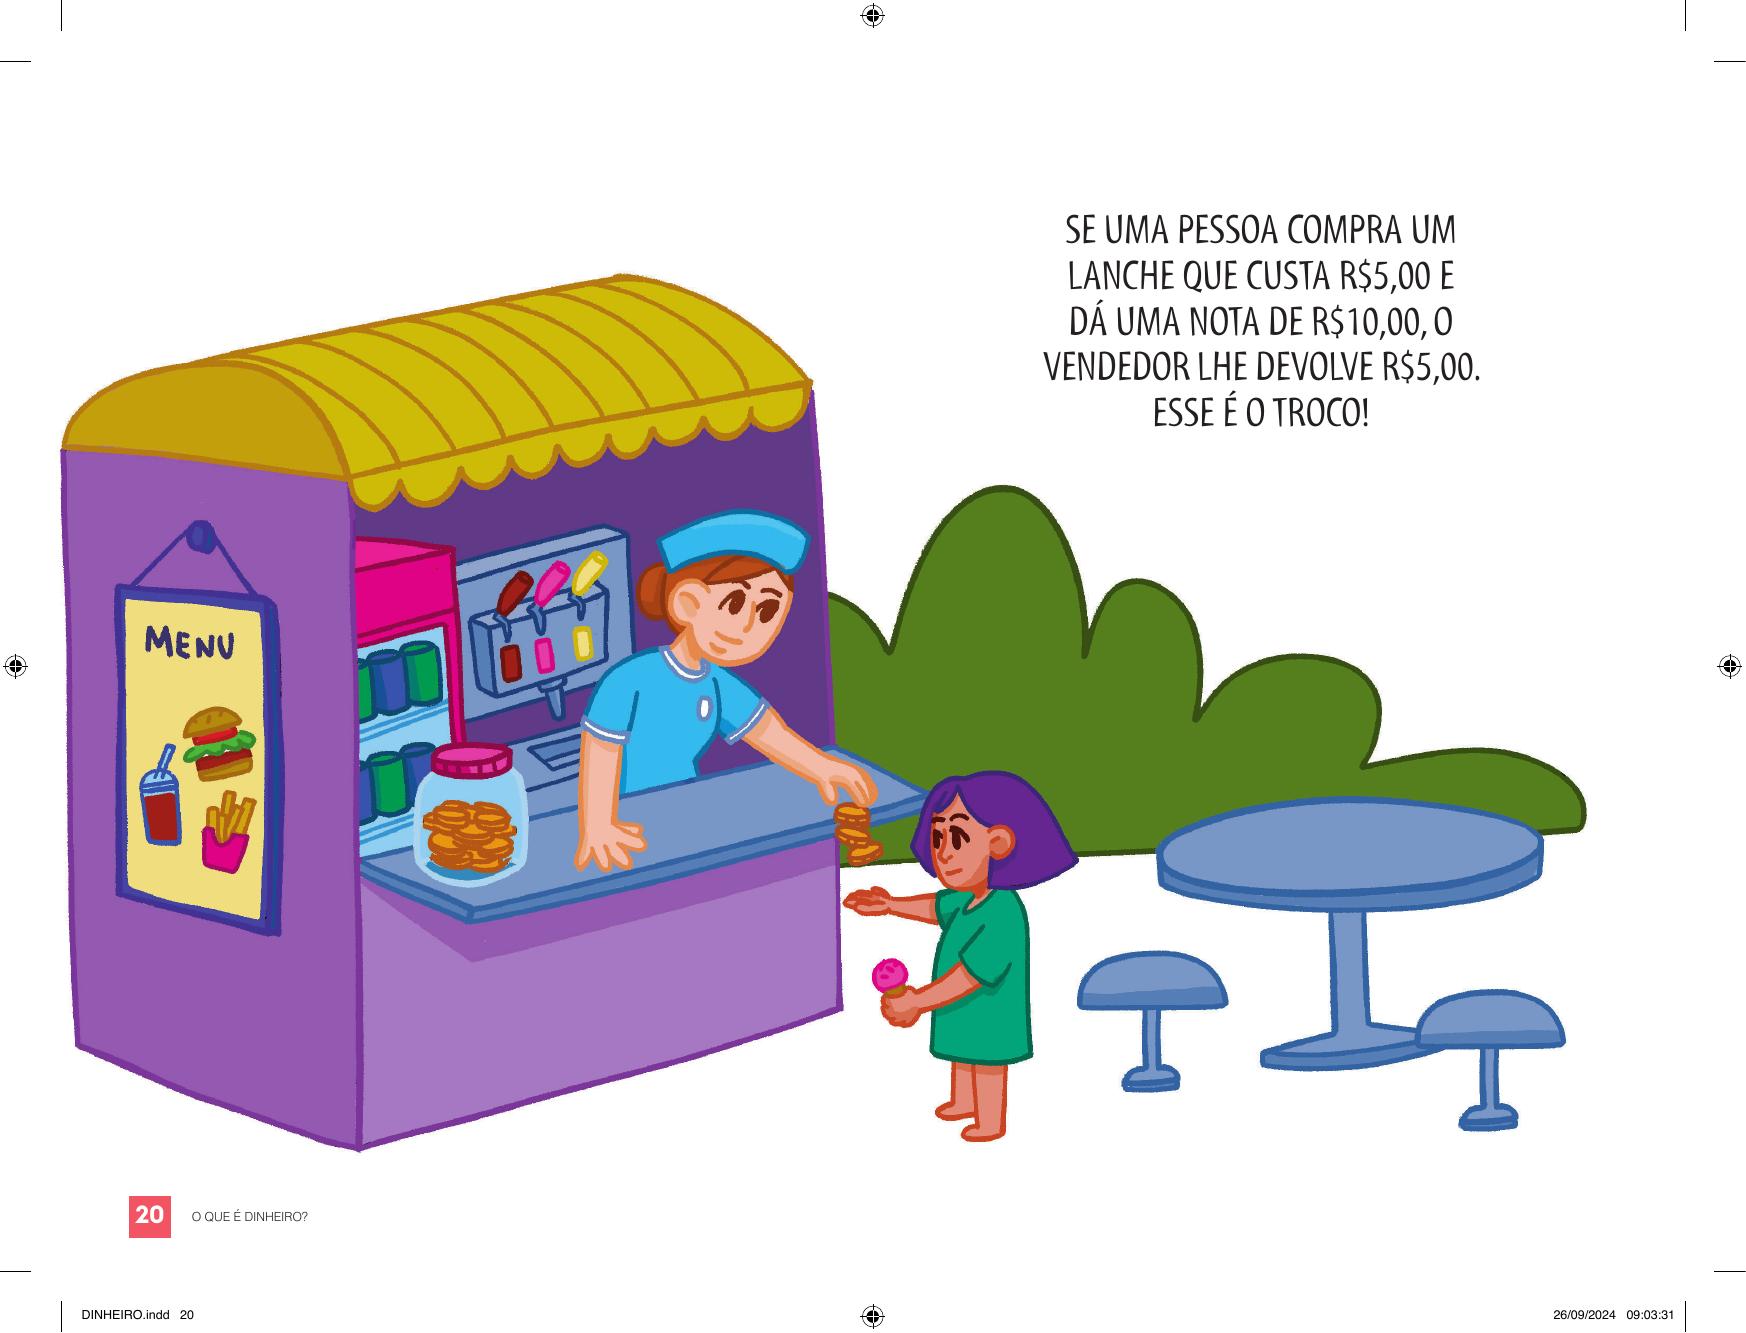 SE UMA PESSOA COMPRA UM
LANCHE QUE CUSTA R$5,00 E
DÁ UMA NOTA DE R$10,00, O
VENDEDOR LHE DEVOLVE R$5,00.
ESSE É O TROCO!
MENU
20 O QUE É DINHEIRO?
DINHEIRO.indd 20 26/09/2024 09:03:31